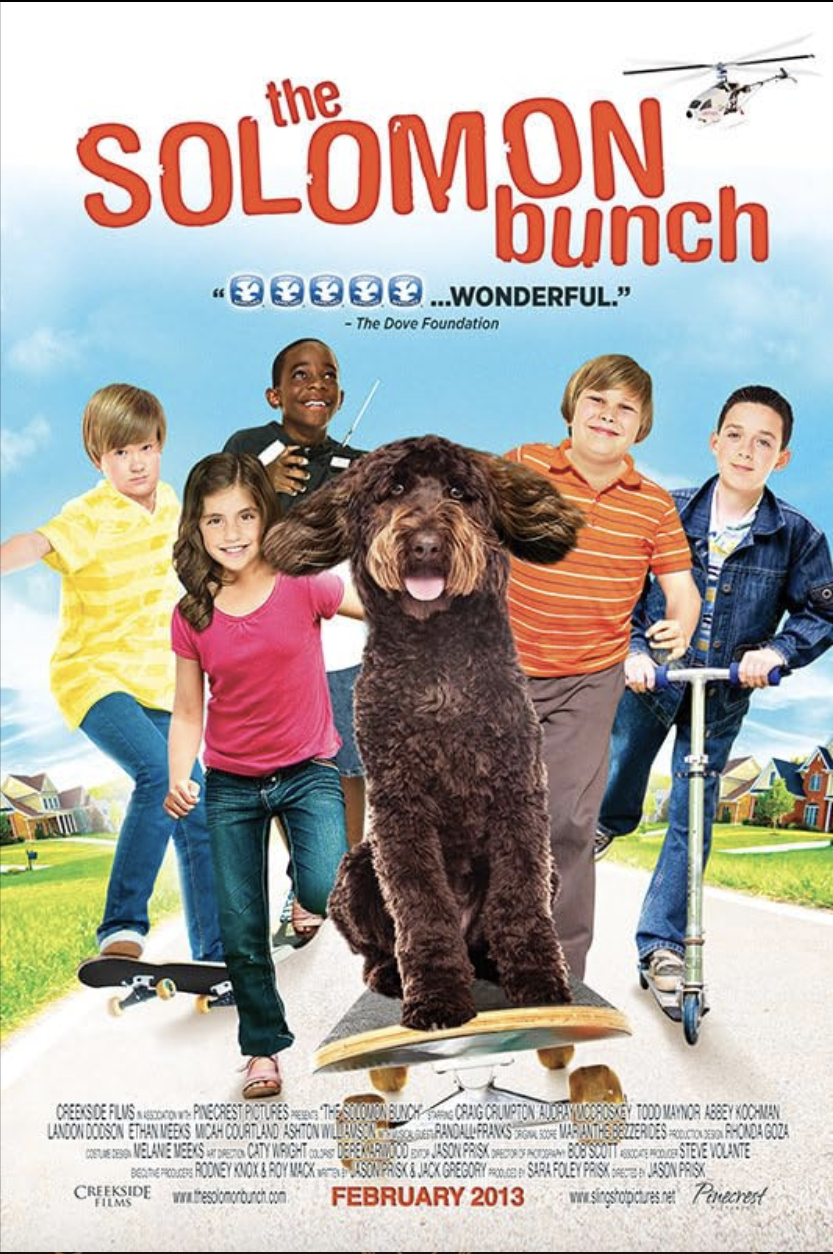 the
SOLOMON
bunch
“ ...WONDERFUL.”
– The Dove Foundation
CREEKSIDE FILMS IN ASSOCIATION WITH PINECREST PICTURES PRESENTS "THE SOLOMON BUNCH" STARRING CRAIG CRUMPTON AUDRAY MCCROSKEY TODD MAYNOR ABBEY KOCHMAN
LANDON DODSON ETHAN MEEKS MICAH COURTLAND ASHTON WILLIAMSON WITH MUSICAL GUEST RANDALL FRANKS ORIGINAL SCORE MARIANTHE BEZZERIDES PRODUCTION DESIGN RHONDA GOZA
COSTUME DESIGN MELANIE MEEKS ART DIRECTION CATY WRIGHT COLORIST DEREK ARWOOD EDITOR JASON PRISK DIRECTOR OF PHOTOGRAPHY BOB SCOTT ASSOCIATE PRODUCER STEVE VOLANTE
EXECUTIVE PRODUCERS RODNEY KNOX & ROY MACK WRITTEN BY JASON PRISK & JACK GREGORY PRODUCED BY SARA FOLEY PRISK DIRECTED BY JASON PRISK
CREEKSIDE
FILMS
www.thesolomonbunch.com
FEBRUARY 2013
www.slingshotpictures.net
Pinecrest
PICTURES